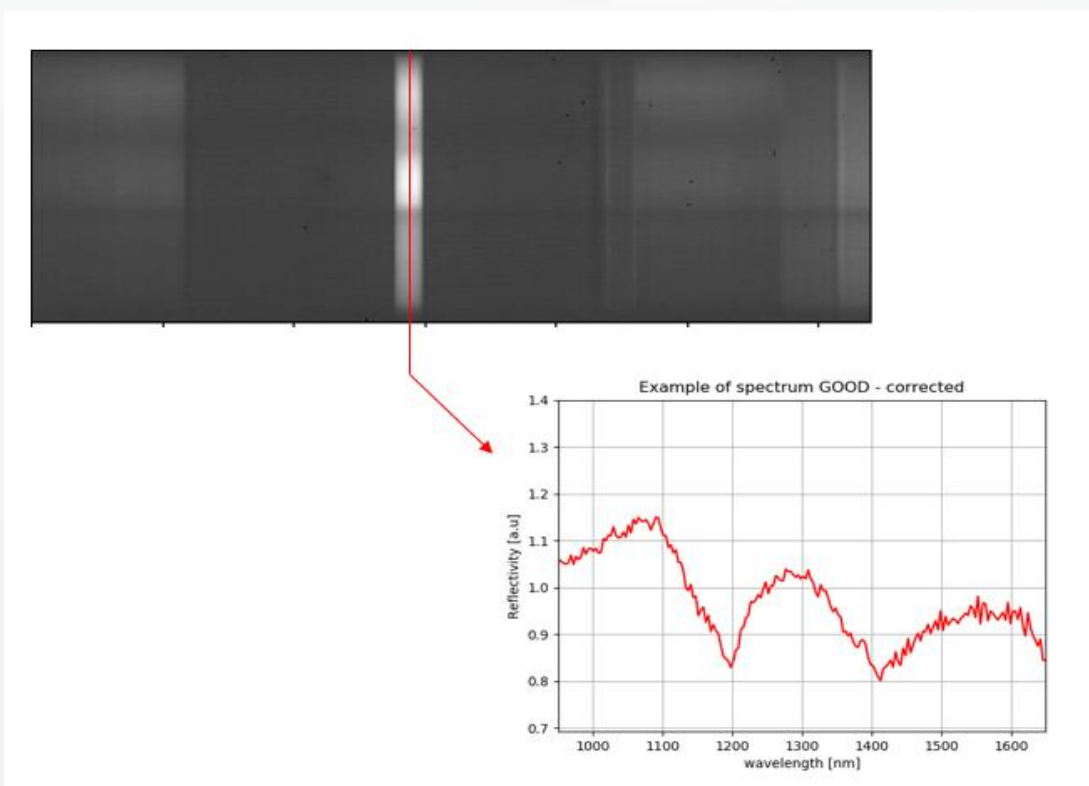 Example of spectrum GOOD - corrected
1.4
1.3
1.2
1.1
1.0
0.9
0.8
0.7
Reflectivity [a.u]
1000 1100 1200 1300 1400 1500 1600
wavelength [nm]